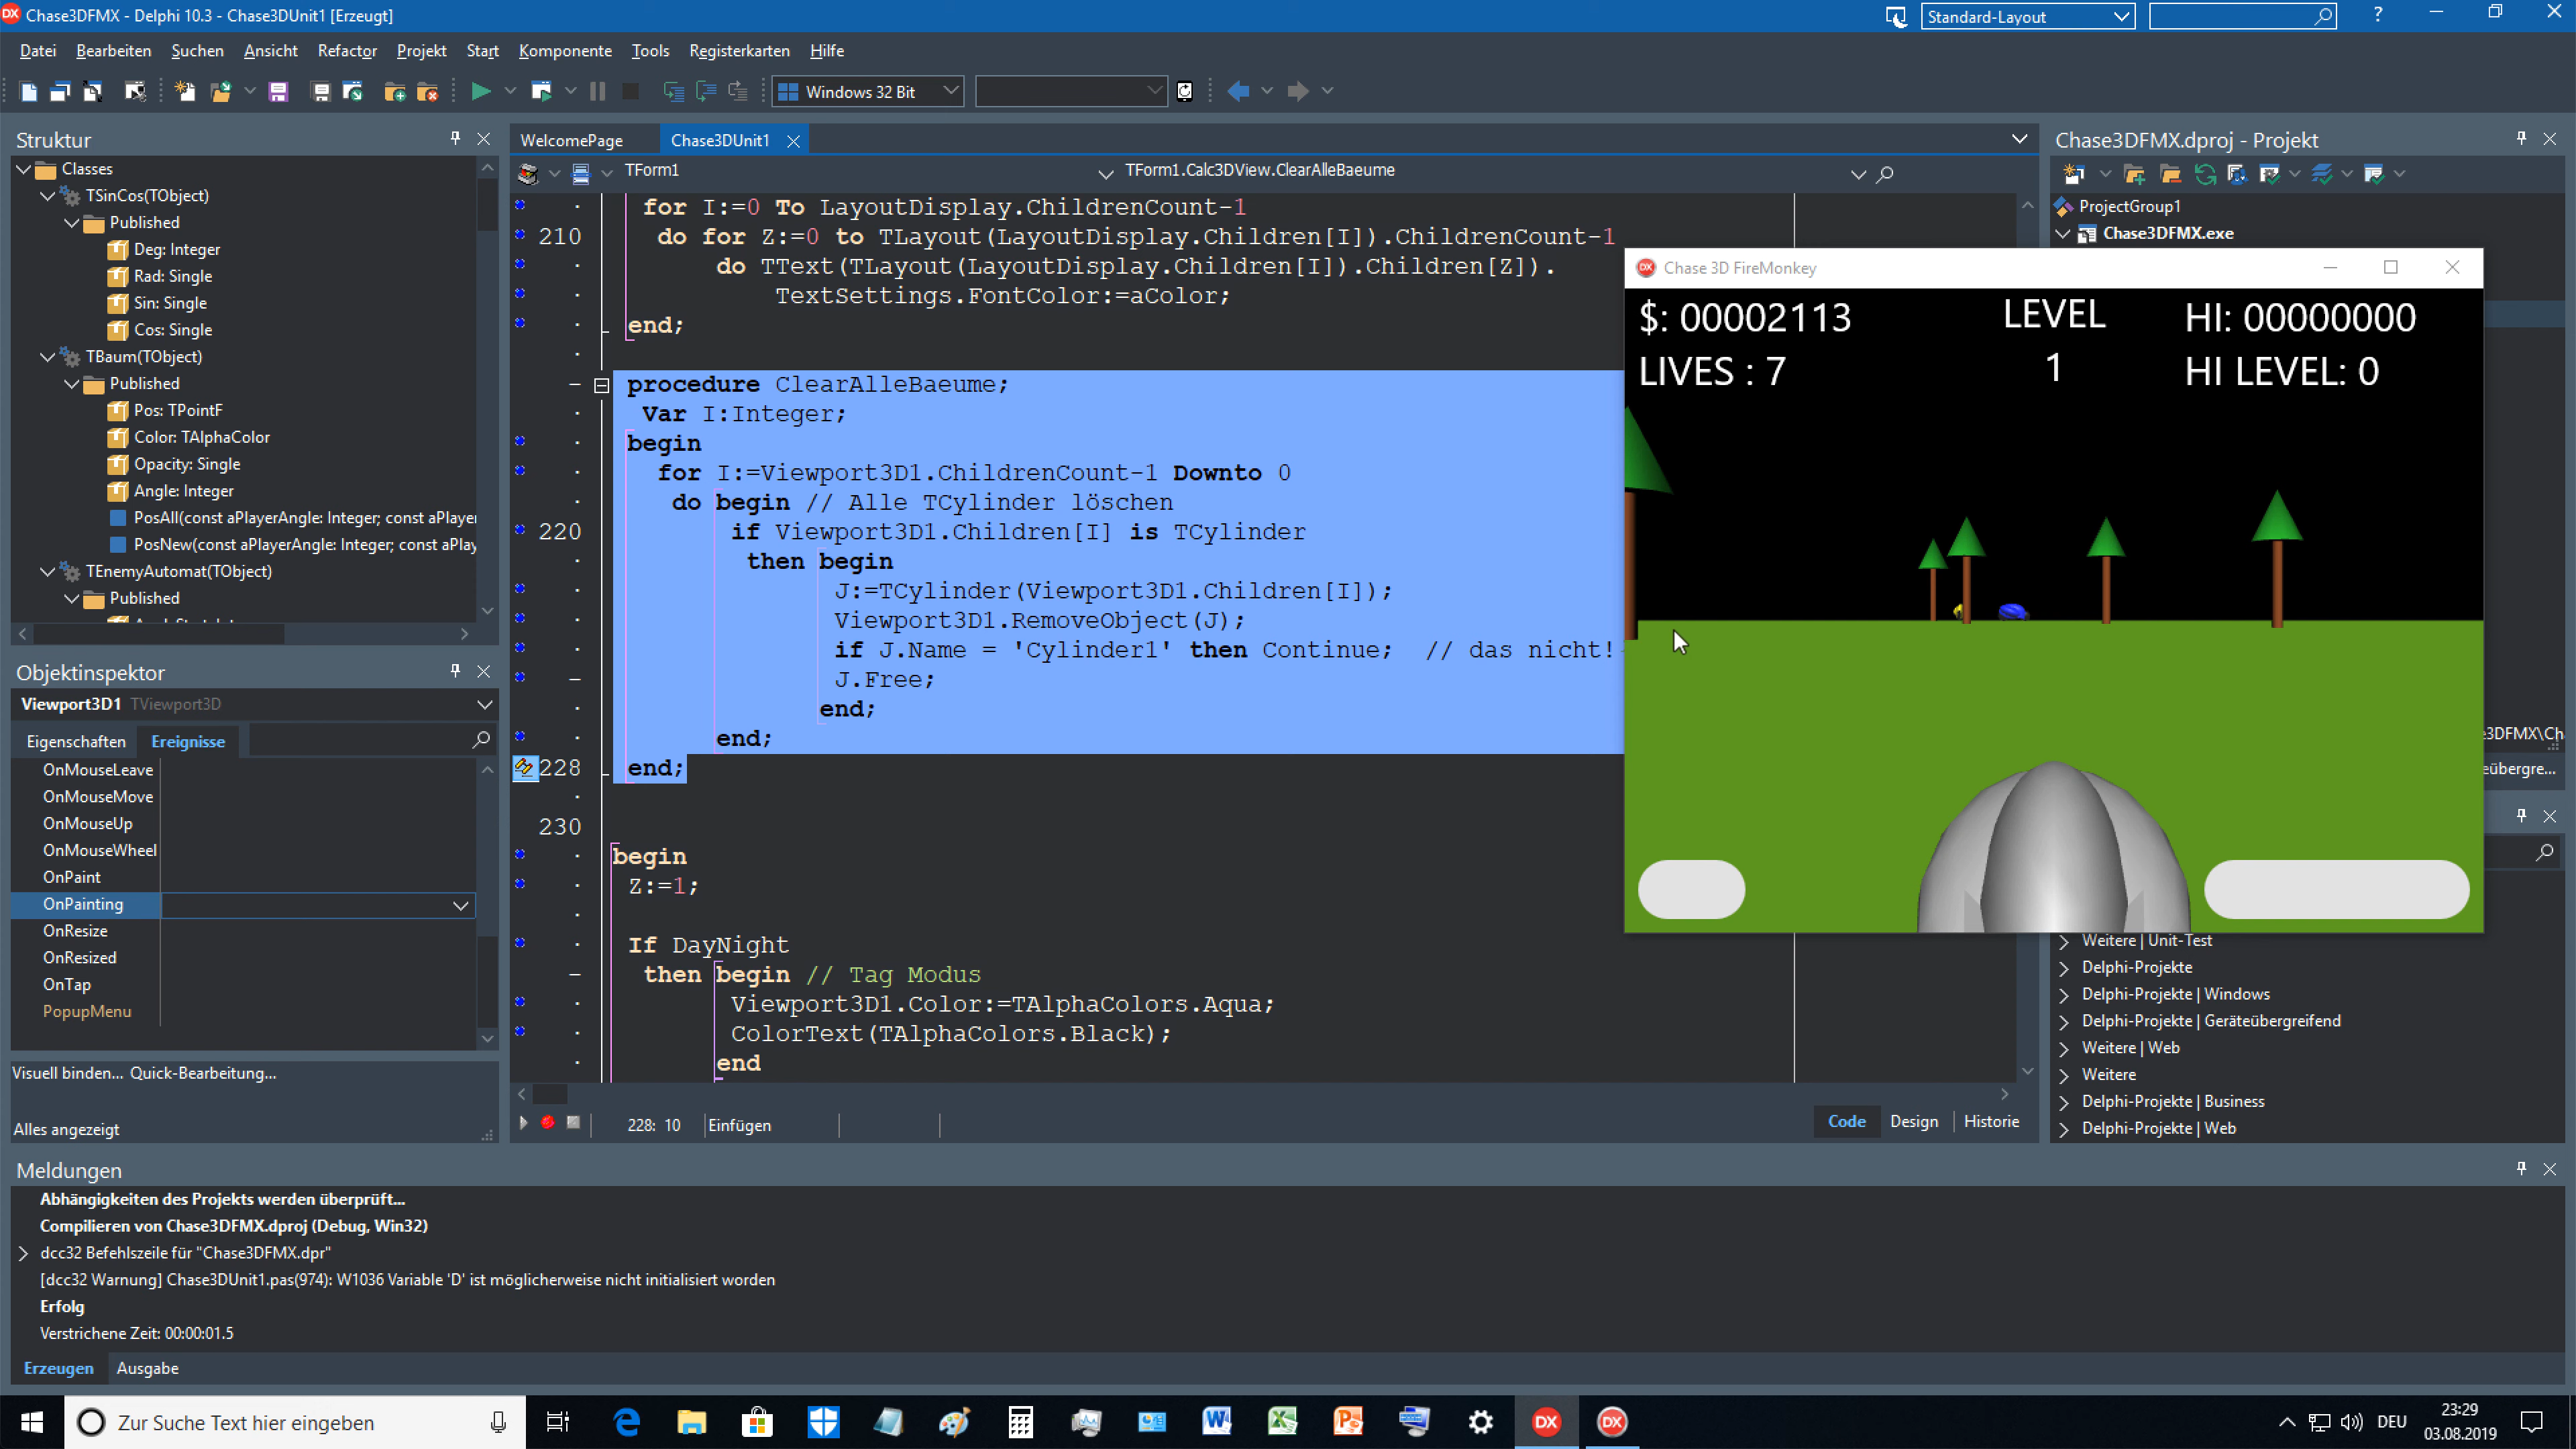 Chase3DFMX - Delphi 10.3 - Chase3DUnit1 [Erzeugt]
Standard-Layout
?
Datei Bearbeiten Suchen Ansicht Refactor Projekt Start Komponente Tools Registerkarten Hilfe
Windows 32 Bit
Struktur
Classes
TSinCos(TObject)
Published
Deg: Integer
Rad: Single
Sin: Single
Cos: Single
TBaum(TObject)
Published
Pos: TPointF
Color: TAlphaColor
Opacity: Single
Angle: Integer
PosAll(const aPlayerAngle: Integer; const aPlayer
PosNew(const aPlayerAngle: Integer; const aPlay
TEnemyAutomat(TObject)
Published
Objektinspektor
Viewport3D1 TViewport3D
Eigenschaften Ereignisse
OnMouseLeave
OnMouseMove
OnMouseUp
OnMouseWheel
OnPaint
OnPainting
OnResize
OnResized
OnTap
PopupMenu
Visuell binden... Quick-Bearbeitung...
Alles angezeigt
WelcomePage Chase3DUnit1
TForm1 TForm1.Calc3DView.ClearAlleBaeume
for I:=0 To LayoutDisplay.ChildrenCount-1
210 do for Z:=0 to TLayout(LayoutDisplay.Children[I]).ChildrenCount-1
do TText(TLayout(LayoutDisplay.Children[I]).Children[Z]).
TextSettings.FontColor:=aColor;
end;
procedure ClearAlleBaeume;
Var I:Integer;
begin
for I:=Viewport3D1.ChildrenCount-1 Downto 0
do begin // Alle TCylinder löschen
220 if Viewport3D1.Children[I] is TCylinder
then begin
J:=TCylinder(Viewport3D1.Children[I]);
Viewport3D1.RemoveObject(J);
if J.Name = 'Cylinder1' then Continue; // das nicht!
J.Free;
end;
end;
228 end;
230
begin
Z:=1;
If DayNight
then begin // Tag Modus
Viewport3D1.Color:=TAlphaColors.Aqua;
ColorText(TAlphaColors.Black);
end
228: 10 Einfügen
Code Design Historie
Chase3DFMX.dproj - Projekt
ProjectGroup1
Chase3DFMX.exe
Chase 3D FireMonkey
$: 00002113 LEVEL HI: 00000000
LIVES : 7 1 HI LEVEL: 0
3DFMX\Ch
eübergre...
Weitere | Unit-Test
Delphi-Projekte
Delphi-Projekte | Windows
Delphi-Projekte | Geräteübergreifend
Weitere | Web
Weitere
Delphi-Projekte | Business
Delphi-Projekte | Web
Meldungen
Abhängigkeiten des Projekts werden überprüft...
Compilieren von Chase3DFMX.dproj (Debug, Win32)
dcc32 Befehlszeile für "Chase3DFMX.dpr"
[dcc32 Warnung] Chase3DUnit1.pas(974): W1036 Variable 'D' ist möglicherweise nicht initialisiert worden
Erfolg
Verstrichene Zeit: 00:00:01.5
Erzeugen Ausgabe
Zur Suche Text hier eingeben
DEU
23:29
03.08.2019